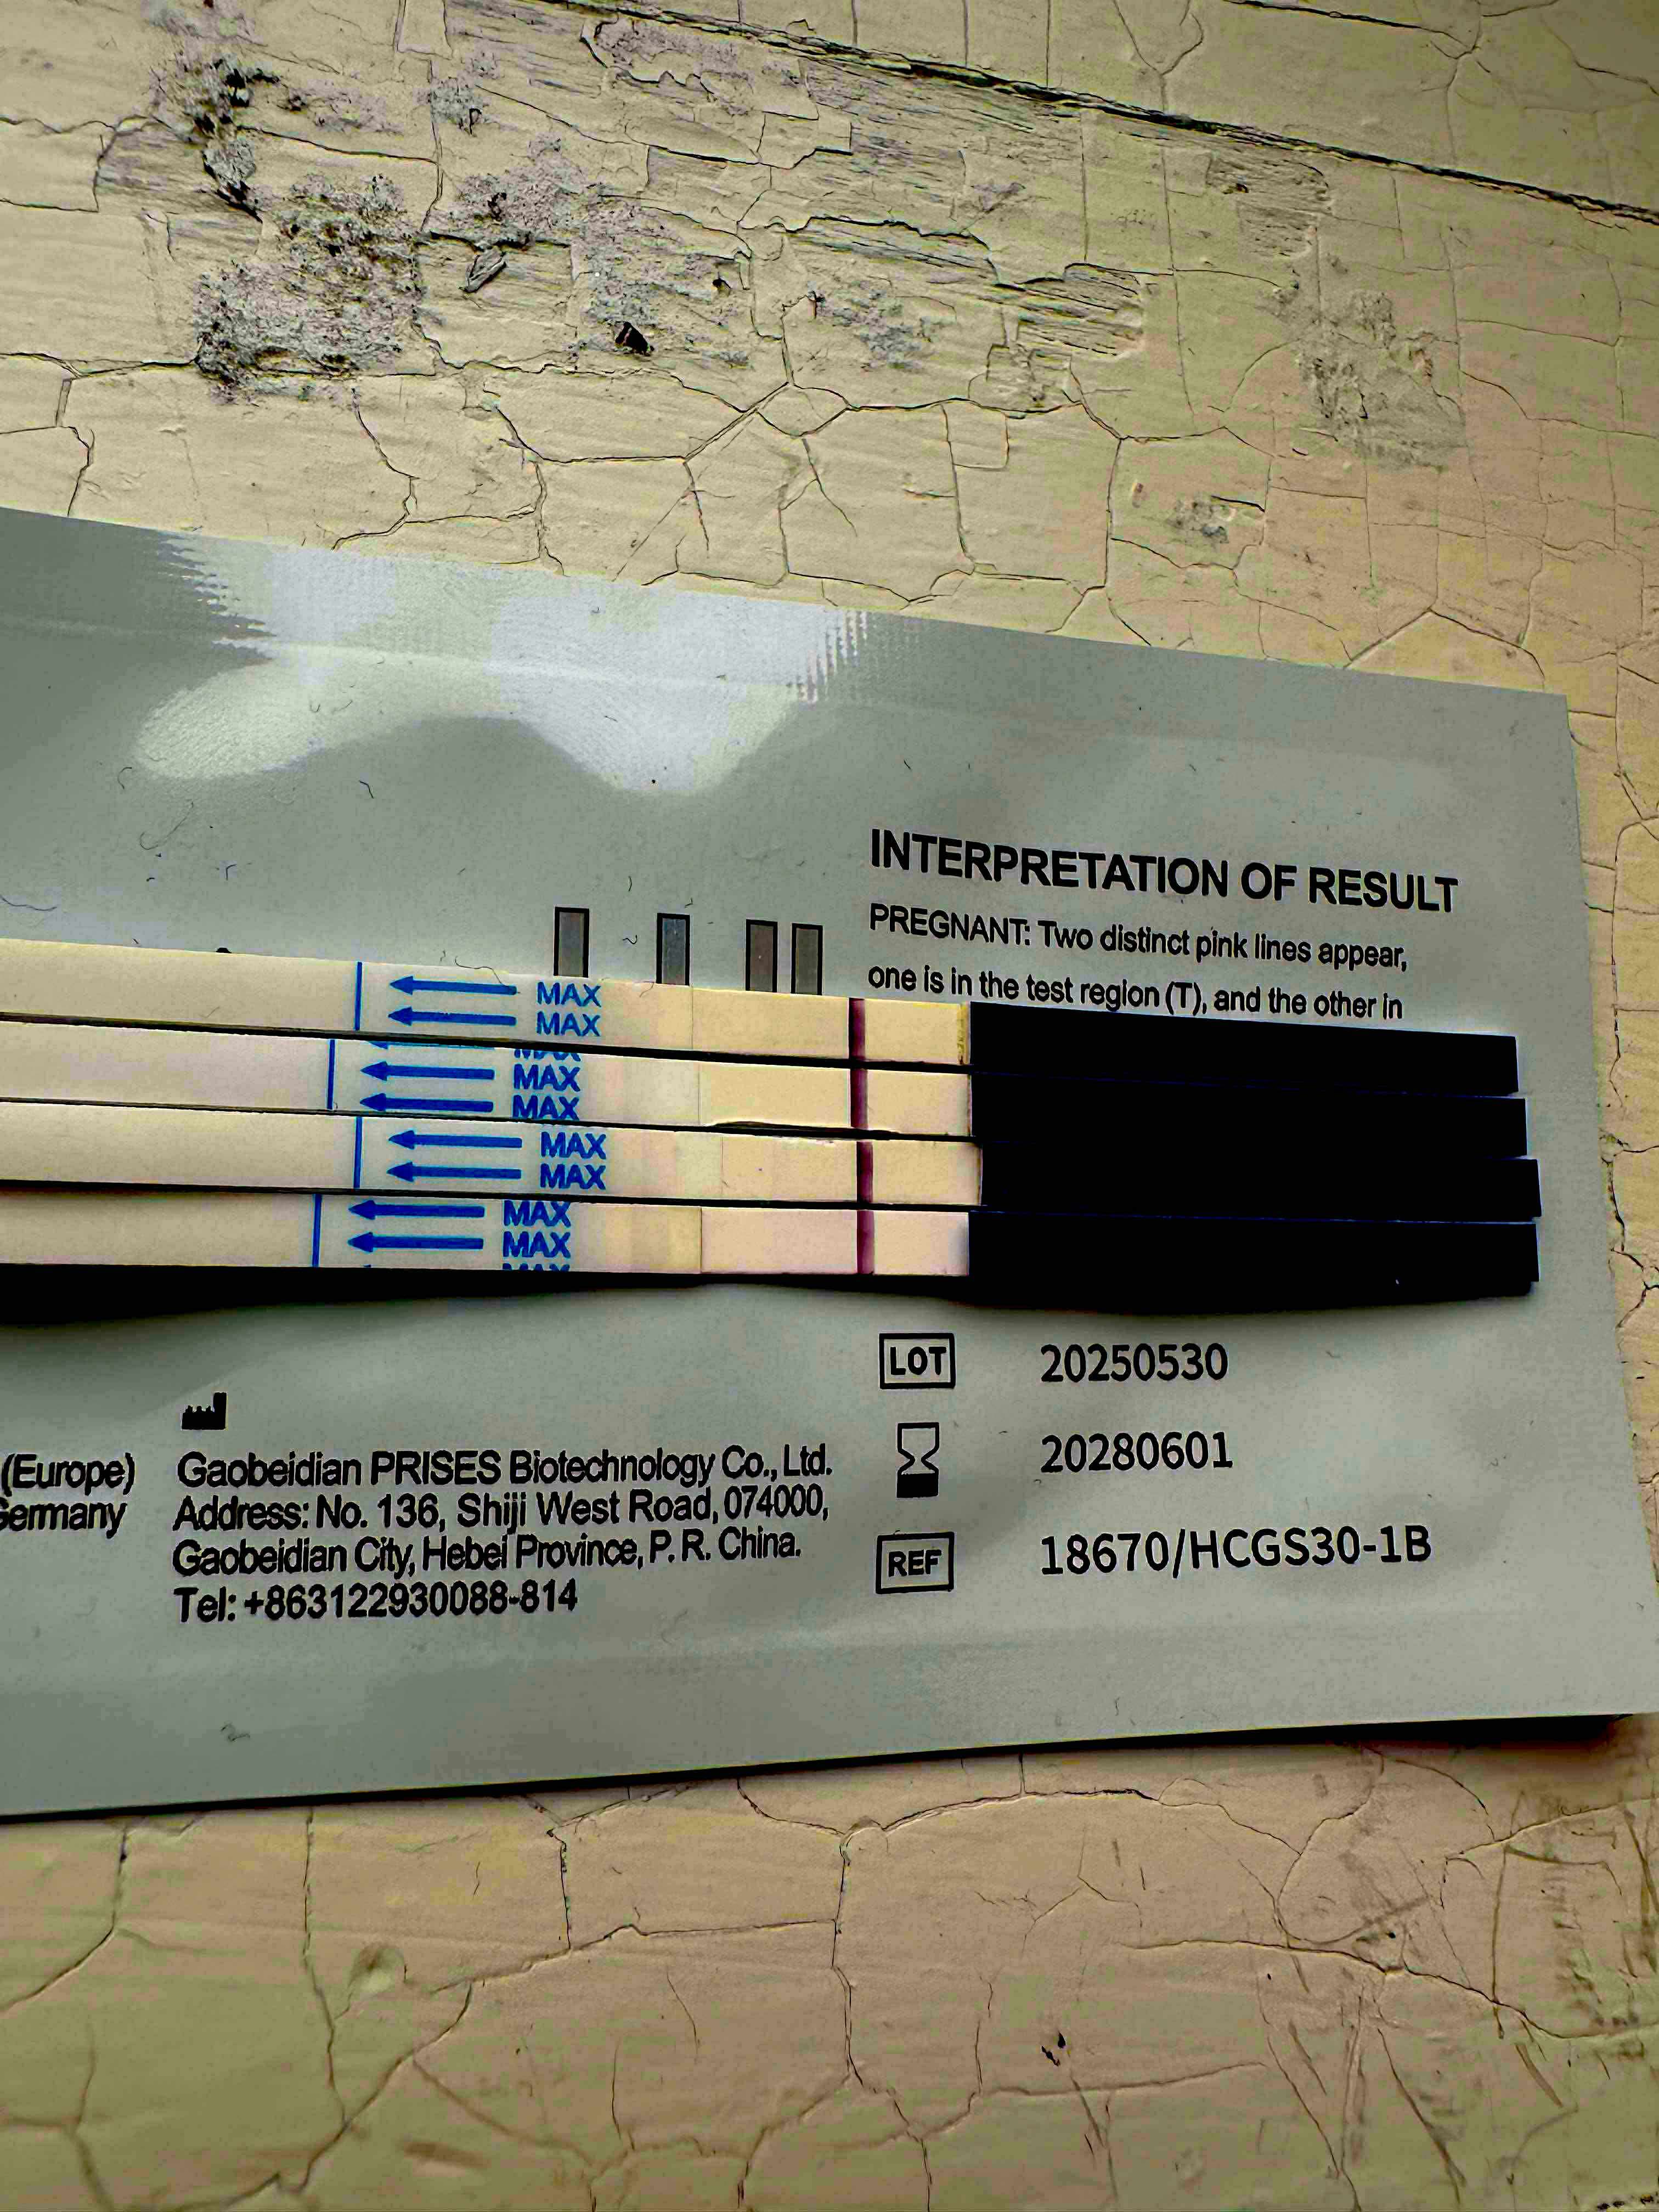 INTERPRETATION OF RESULT
PREGNANT: Two distinct pink lines appear,
one is in the test region (T), and the other in
MAX
MAX
MAX
MAX
MAX
MAX
MAX
MAX
MAX
MAX
LOT 20250530
20280601
REF 18670/HCGS30-1B
(Europe)
Germany
Gaobeidian PRISES Biotechnology Co., Ltd.
Address: No. 136, Shiji West Road, 074000,
Gaobeidian City, Hebei Province, P. R. China.
Tel: +863122930088-814